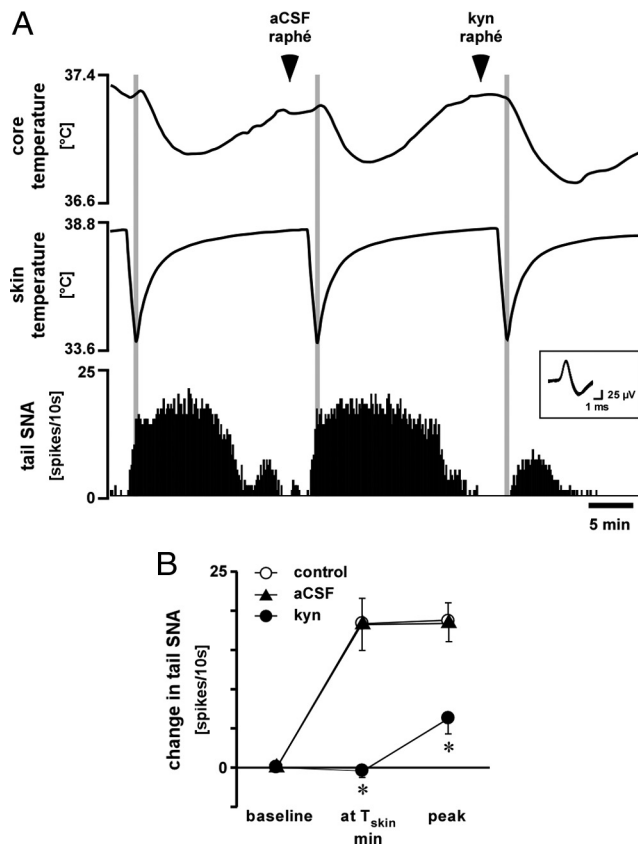 A
aCSF
raphé
kyn
raphé
37.4
core
temperature
[°C]
36.6
38.8
skin
temperature
[°C]
33.6
25
tail SNA
[spikes/10s]
0
25 µV
1 ms
5 min
B
25
control
aCSF
kyn
change in tail SNA
[spikes/10s]
0
*
*
baseline
at Tskin
min
peak